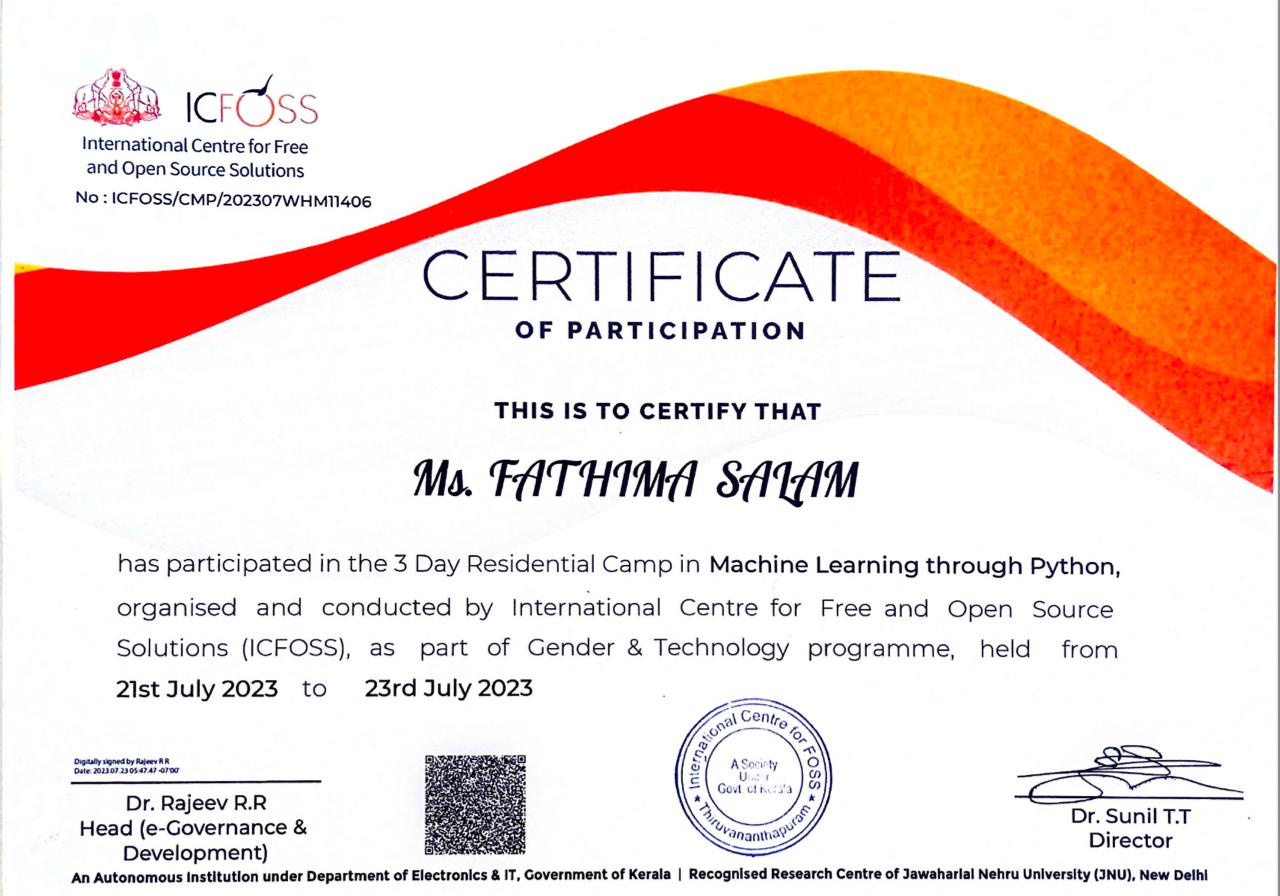 ICFOSS
International Centre for Free
and Open Source Solutions
No : ICFOSS/CMP/202307WHM11406
CERTIFICATE
OF PARTICIPATION
THIS IS TO CERTIFY THAT
Ms. FATHIMA SALAM
has participated in the 3 Day Residential Camp in Machine Learning through Python,
organised and conducted by International Centre for Free and Open Source
Solutions (ICFOSS), as part of Gender & Technology programme, held from
21st July 2023 to 23rd July 2023
Digitally signed by Rajeev R R
Date: 2023.07.23 05:47:47 -07'00'
Dr. Rajeev R.R
Head (e-Governance &
Development)
International Centre for FOSS
★ Thiruvananthapuram ★
A Society
Under
Govt. of Kerala
Dr. Sunil T.T
Director
An Autonomous Institution under Department of Electronics & IT, Government of Kerala | Recognised Research Centre of Jawaharlal Nehru University (JNU), New Delhi